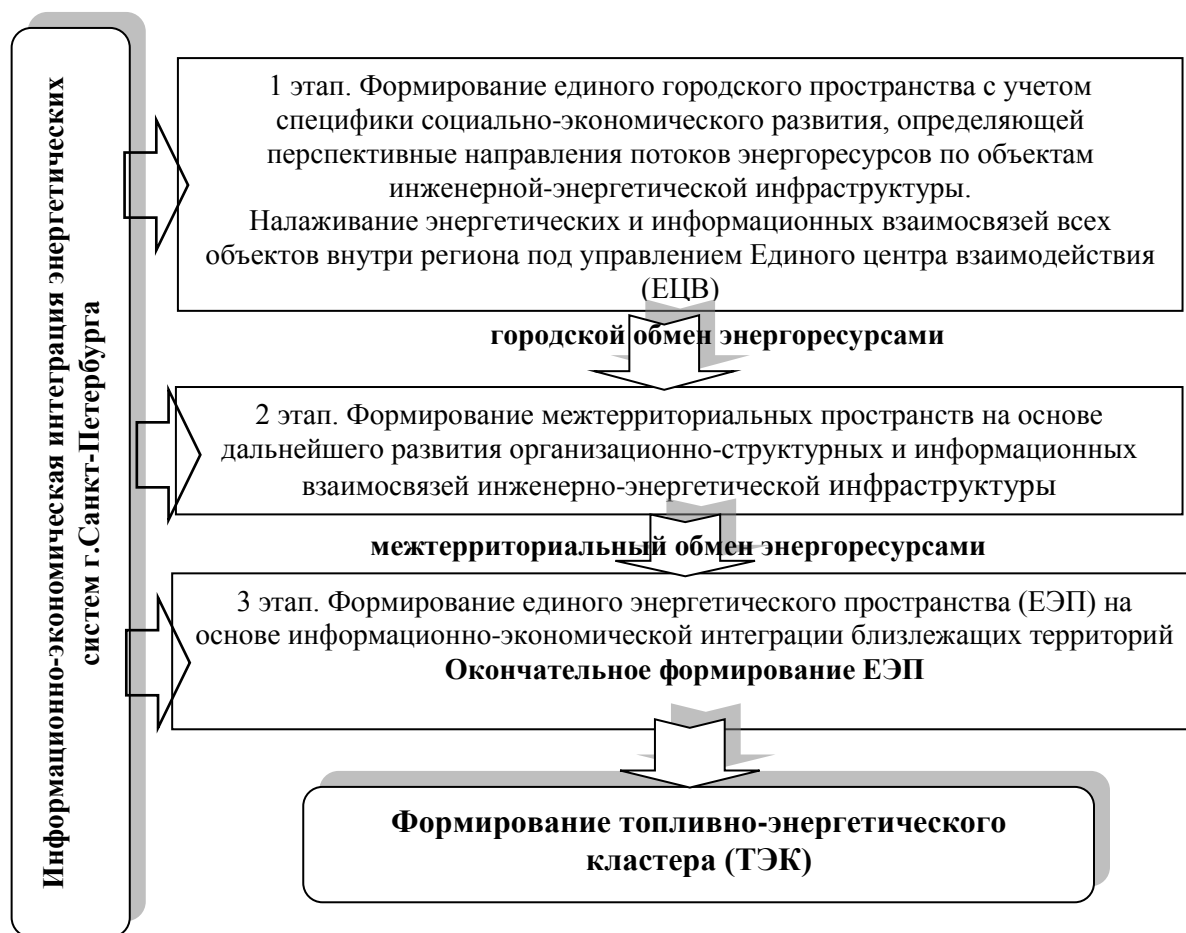 Информационно-экономическая интеграция энергетических
систем г.Санкт-Петербурга
1 этап. Формирование единого городского пространства с учетом
специфики социально-экономического развития, определяющей
перспективные направления потоков энергоресурсов по объектам
инженерной-энергетической инфраструктуры.
Налаживание энергетических и информационных взаимосвязей всех
объектов внутри региона под управлением Единого центра взаимодействия
(ЕЦВ)
городской обмен энергоресурсами
2 этап. Формирование межтерриториальных пространств на основе
дальнейшего развития организационно-структурных и информационных
взаимосвязей инженерно-энергетической инфраструктуры
межтерриториальный обмен энергоресурсами
3 этап. Формирование единого энергетического пространства (ЕЭП) на
основе информационно-экономической интеграции близлежащих территорий
Окончательное формирование ЕЭП
Формирование топливно-энергетического
кластера (ТЭК)